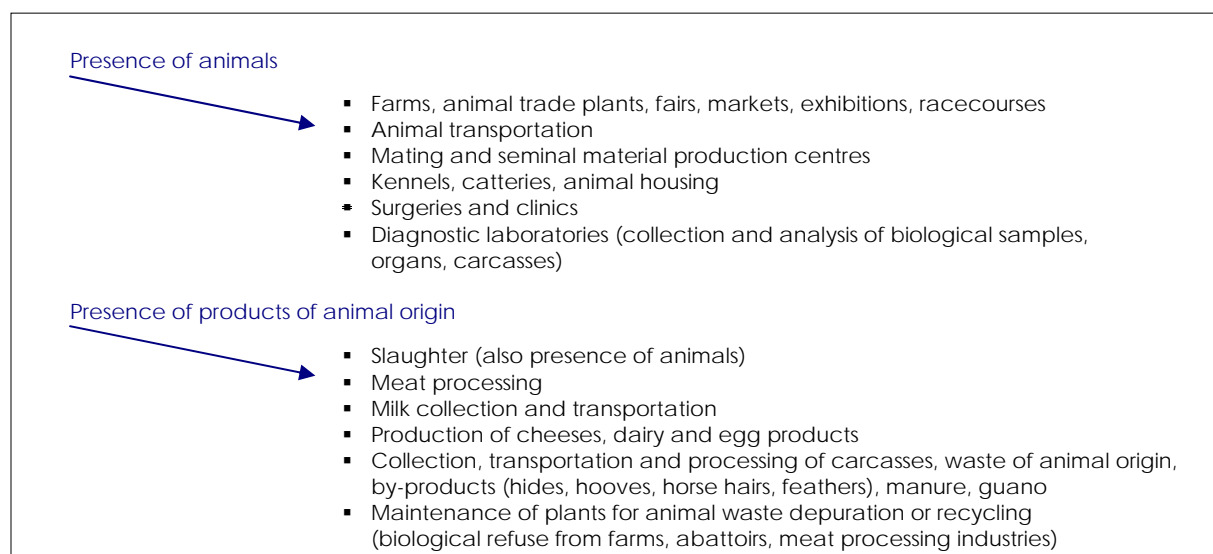 Presence of animals
▪ Farms, animal trade plants, fairs, markets, exhibitions, racecourses
▪ Animal transportation
▪ Mating and seminal material production centres
▪ Kennels, catteries, animal housing
▪ Surgeries and clinics
▪ Diagnostic laboratories (collection and analysis of biological samples,
organs, carcasses)
Presence of products of animal origin
▪ Slaughter (also presence of animals)
▪ Meat processing
▪ Milk collection and transportation
▪ Production of cheeses, dairy and egg products
▪ Collection, transportation and processing of carcasses, waste of animal origin,
by-products (hides, hooves, horse hairs, feathers), manure, guano
▪ Maintenance of plants for animal waste depuration or recycling
(biological refuse from farms, abattoirs, meat processing industries)